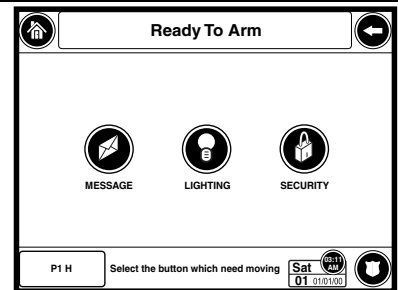 Ready To Arm
MESSAGE LIGHTING SECURITY
P1 H
Select the button which need moving
Sat 03:11 AM
01 01/01/00